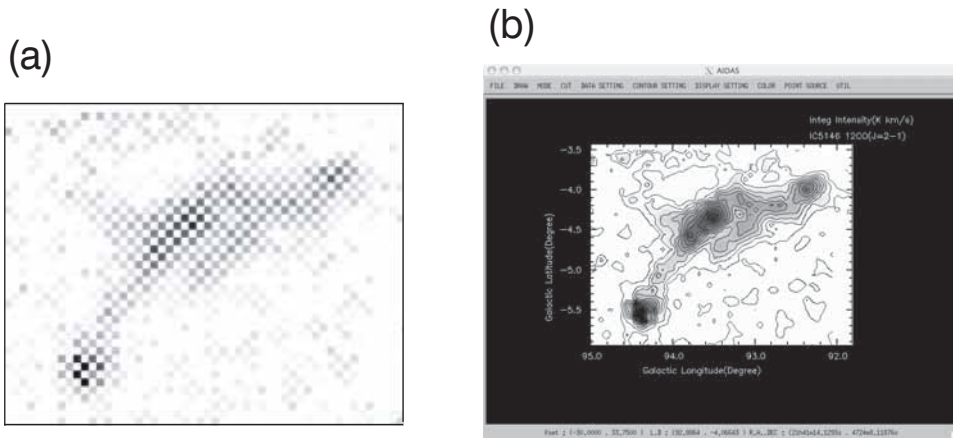 (a)
(b)
X AIDAS
FILE DRAW MODE CUT DATA SETTING CONTOUR SETTING DISPLAY SETTING COLOR POINT SOURCE UTIL
Integ Intensity(K km/s)
IC5146 12CO(J=2-1)
-3.5
-4.0
-4.5
-5.0
-5.5
Galactic Latitude(Degree)
95.0 94.0 93.0 92.0
Galactic Longitude(Degree)